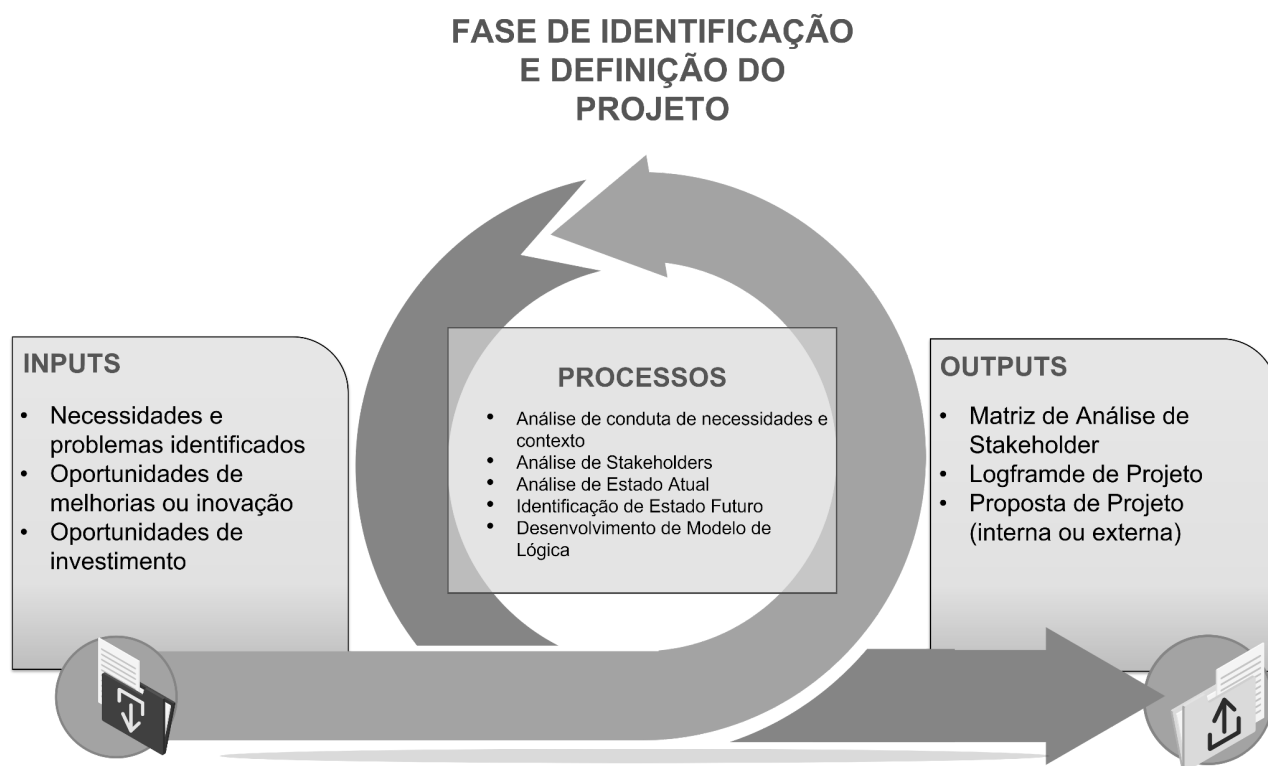 FASE DE IDENTIFICAÇÃO
E DEFINIÇÃO DO
PROJETO
INPUTS
• Necessidades e
problemas identificados
• Oportunidades de
melhorias ou inovação
• Oportunidades de
investimento
PROCESSOS
• Análise de conduta de necessidades e
contexto
• Análise de Stakeholders
• Análise de Estado Atual
• Identificação de Estado Futuro
• Desenvolvimento de Modelo de
Lógica
OUTPUTS
• Matriz de Análise de
Stakeholder
• Logframde de Projeto
• Proposta de Projeto
(interna ou externa)